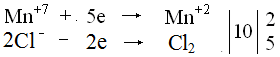 Mn⁺⁷ + 5e → Mn⁺² | | 2
2Cl⁻ − 2e → Cl₂ | 10 | 5